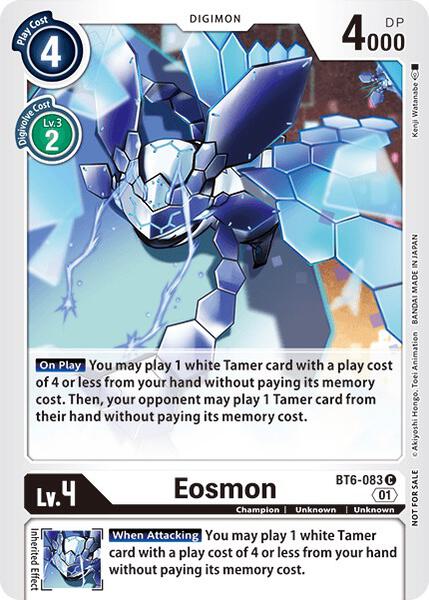 Play Cost
4
DIGIMON
DP
4000
Digivolve Cost
Lv.3
2
Kenji Watanabe
© Akiyoshi Hongo, Toei Animation BANDAI MADE IN JAPAN
NOT FOR SALE
On Play You may play 1 white Tamer card with a play cost
of 4 or less from your hand without paying its memory
cost. Then, your opponent may play 1 Tamer card from
their hand without paying its memory cost.
Lv.4
Eosmon
BT6-083 C
01
Champion | Unknown | Unknown
Inherited Effect
When Attacking You may play 1 white Tamer
card with a play cost of 4 or less from your hand
without paying its memory cost.